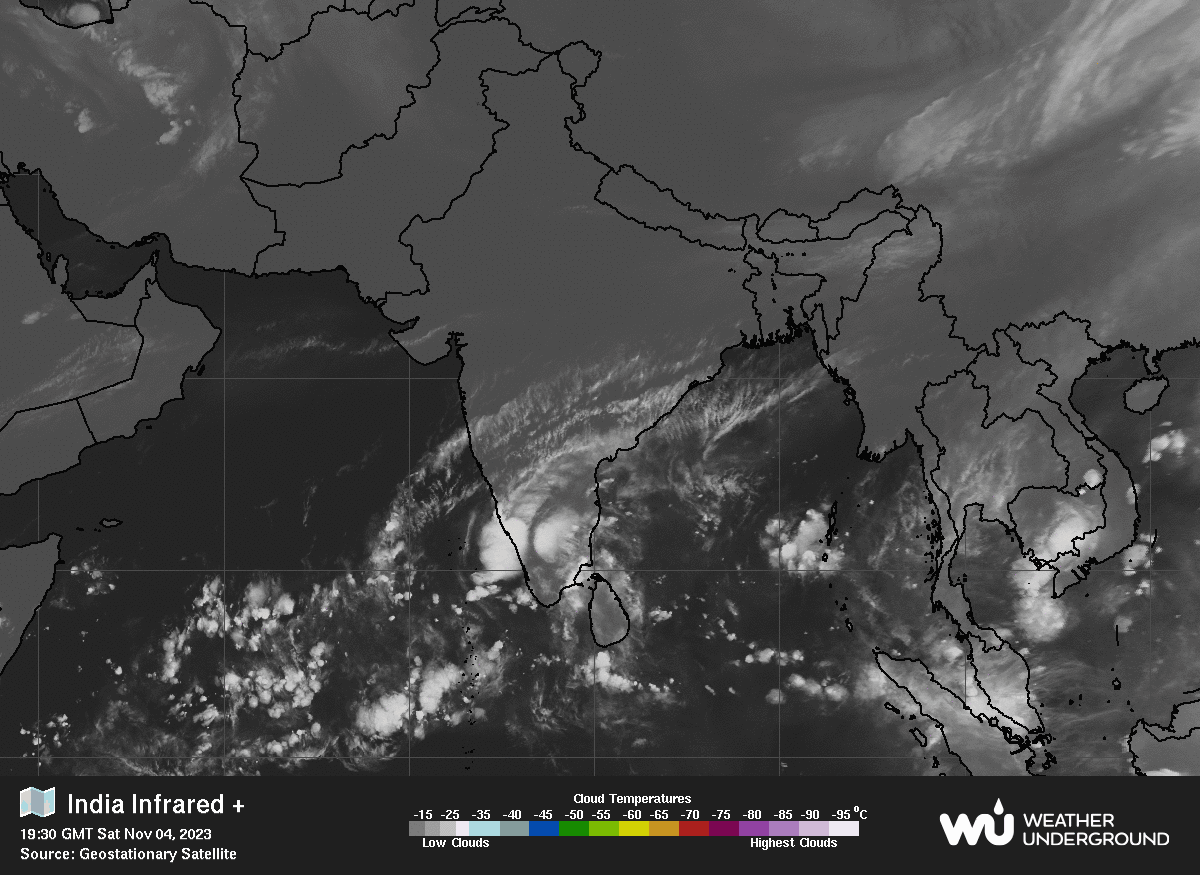 India Infrared +
19:30 GMT Sat Nov 04, 2023
Source: Geostationary Satellite
Cloud Temperatures
-15 -25 -35 -40 -45 -50 -55 -60 -65 -70 -75 -80 -85 -90 -95°C
Low Clouds Highest Clouds
WU WEATHER
UNDERGROUND